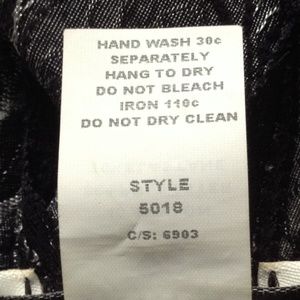 HAND WASH 30c
SEPARATELY
HANG TO DRY
DO NOT BLEACH
IRON 110c
DO NOT DRY CLEAN
STYLE
5018
C/S: 6903